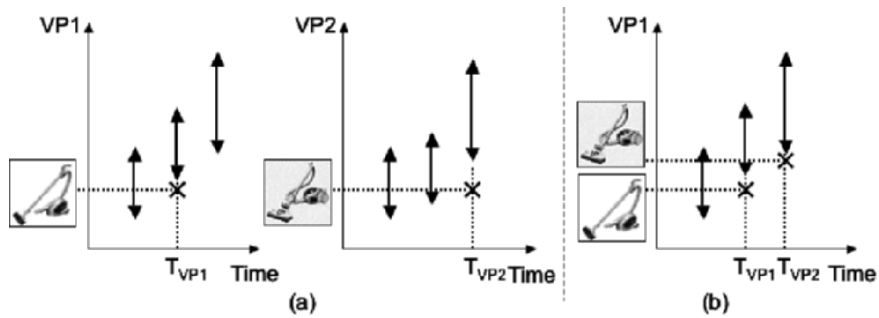 VP1
VP2
VP1
T_VP1 Time
T_VP2 Time
T_VP1 T_VP2 Time
(a)
(b)